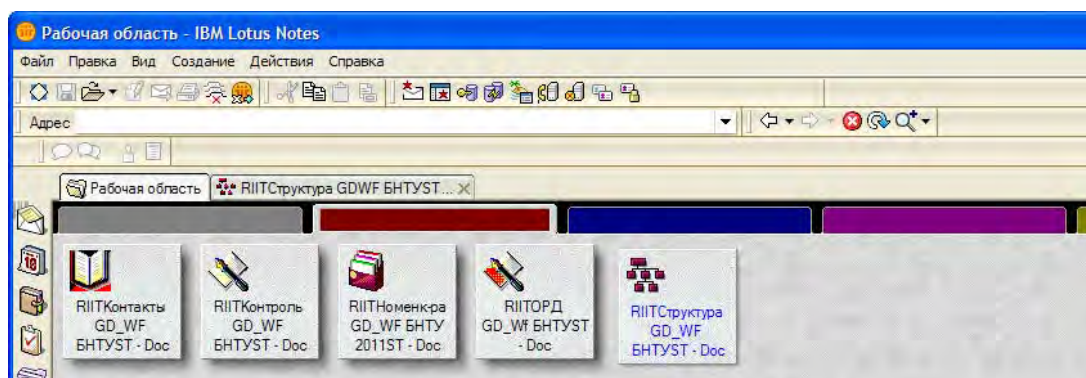 Рабочая область - IBM Lotus Notes
Файл Правка Вид Создание Действия Справка
Адрес
Рабочая область RIITСтруктура GDWF БНТУST...
RIITКонтакты
GD_WF
БНТУST - Doc
RIITКонтроль
GD_WF
БНТУST - Doc
RIITНоменк-ра
GD_WF БНТУ
2011ST - Doc
RIITОРД
GD_Wf БНТУST
- Doc
RIITСтруктура
GD_WF
БНТУST - Doc